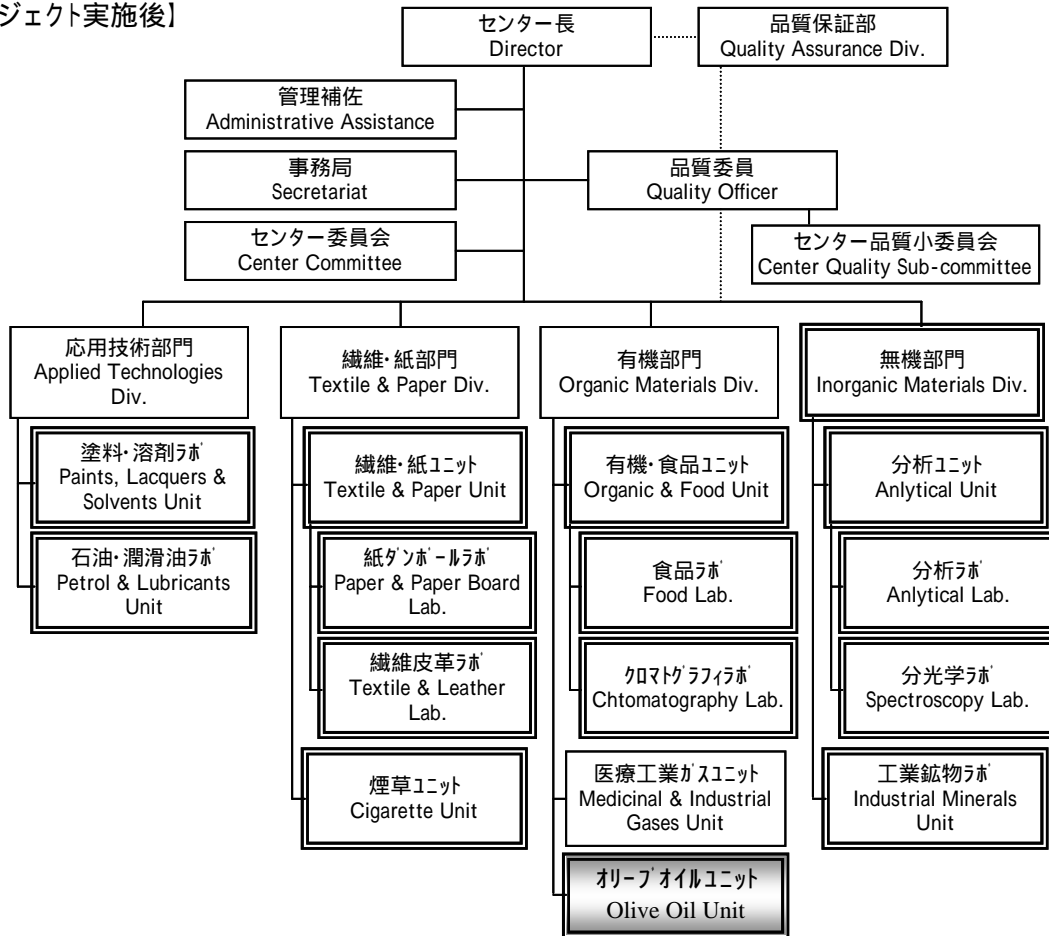 ジェクト実施後】
センター長
Director
品質保証部
Quality Assurance Div.
管理補佐
Administrative Assistance
事務局
Secretariat
品質委員
Quality Officer
センター委員会
Center Committee
センター品質小委員会
Center Quality Sub-committee
応用技術部門
Applied Technologies
Div.
繊維･紙部門
Textile & Paper Div.
有機部門
Organic Materials Div.
無機部門
Inorganic Materials Div.
塗料･溶剤ﾗﾎﾞ
Paints, Lacquers &
Solvents Unit
繊維･紙ﾕﾆｯﾄ
Textile & Paper Unit
有機･食品ﾕﾆｯﾄ
Organic & Food Unit
分析ﾕﾆｯﾄ
Anlytical Unit
石油･潤滑油ﾗﾎﾞ
Petrol & Lubricants
Unit
紙ﾀﾞﾝﾎﾞｰﾙﾗﾎﾞ
Paper & Paper Board
Lab.
食品ﾗﾎﾞ
Food Lab.
分析ﾗﾎﾞ
Anlytical Lab.
繊維皮革ﾗﾎﾞ
Textile & Leather
Lab.
ｸﾛﾏﾄｸﾞﾗﾌｨﾗﾎﾞ
Chtomatography Lab.
分光学ﾗﾎﾞ
Spectroscopy Lab.
煙草ﾕﾆｯﾄ
Cigarette Unit
医療工業ｶﾞｽﾕﾆｯﾄ
Medicinal & Industrial
Gases Unit
工業鉱物ﾗﾎﾞ
Industrial Minerals
Unit
ｵﾘｰﾌﾞｵｲﾙﾕﾆｯﾄ
Olive Oil Unit